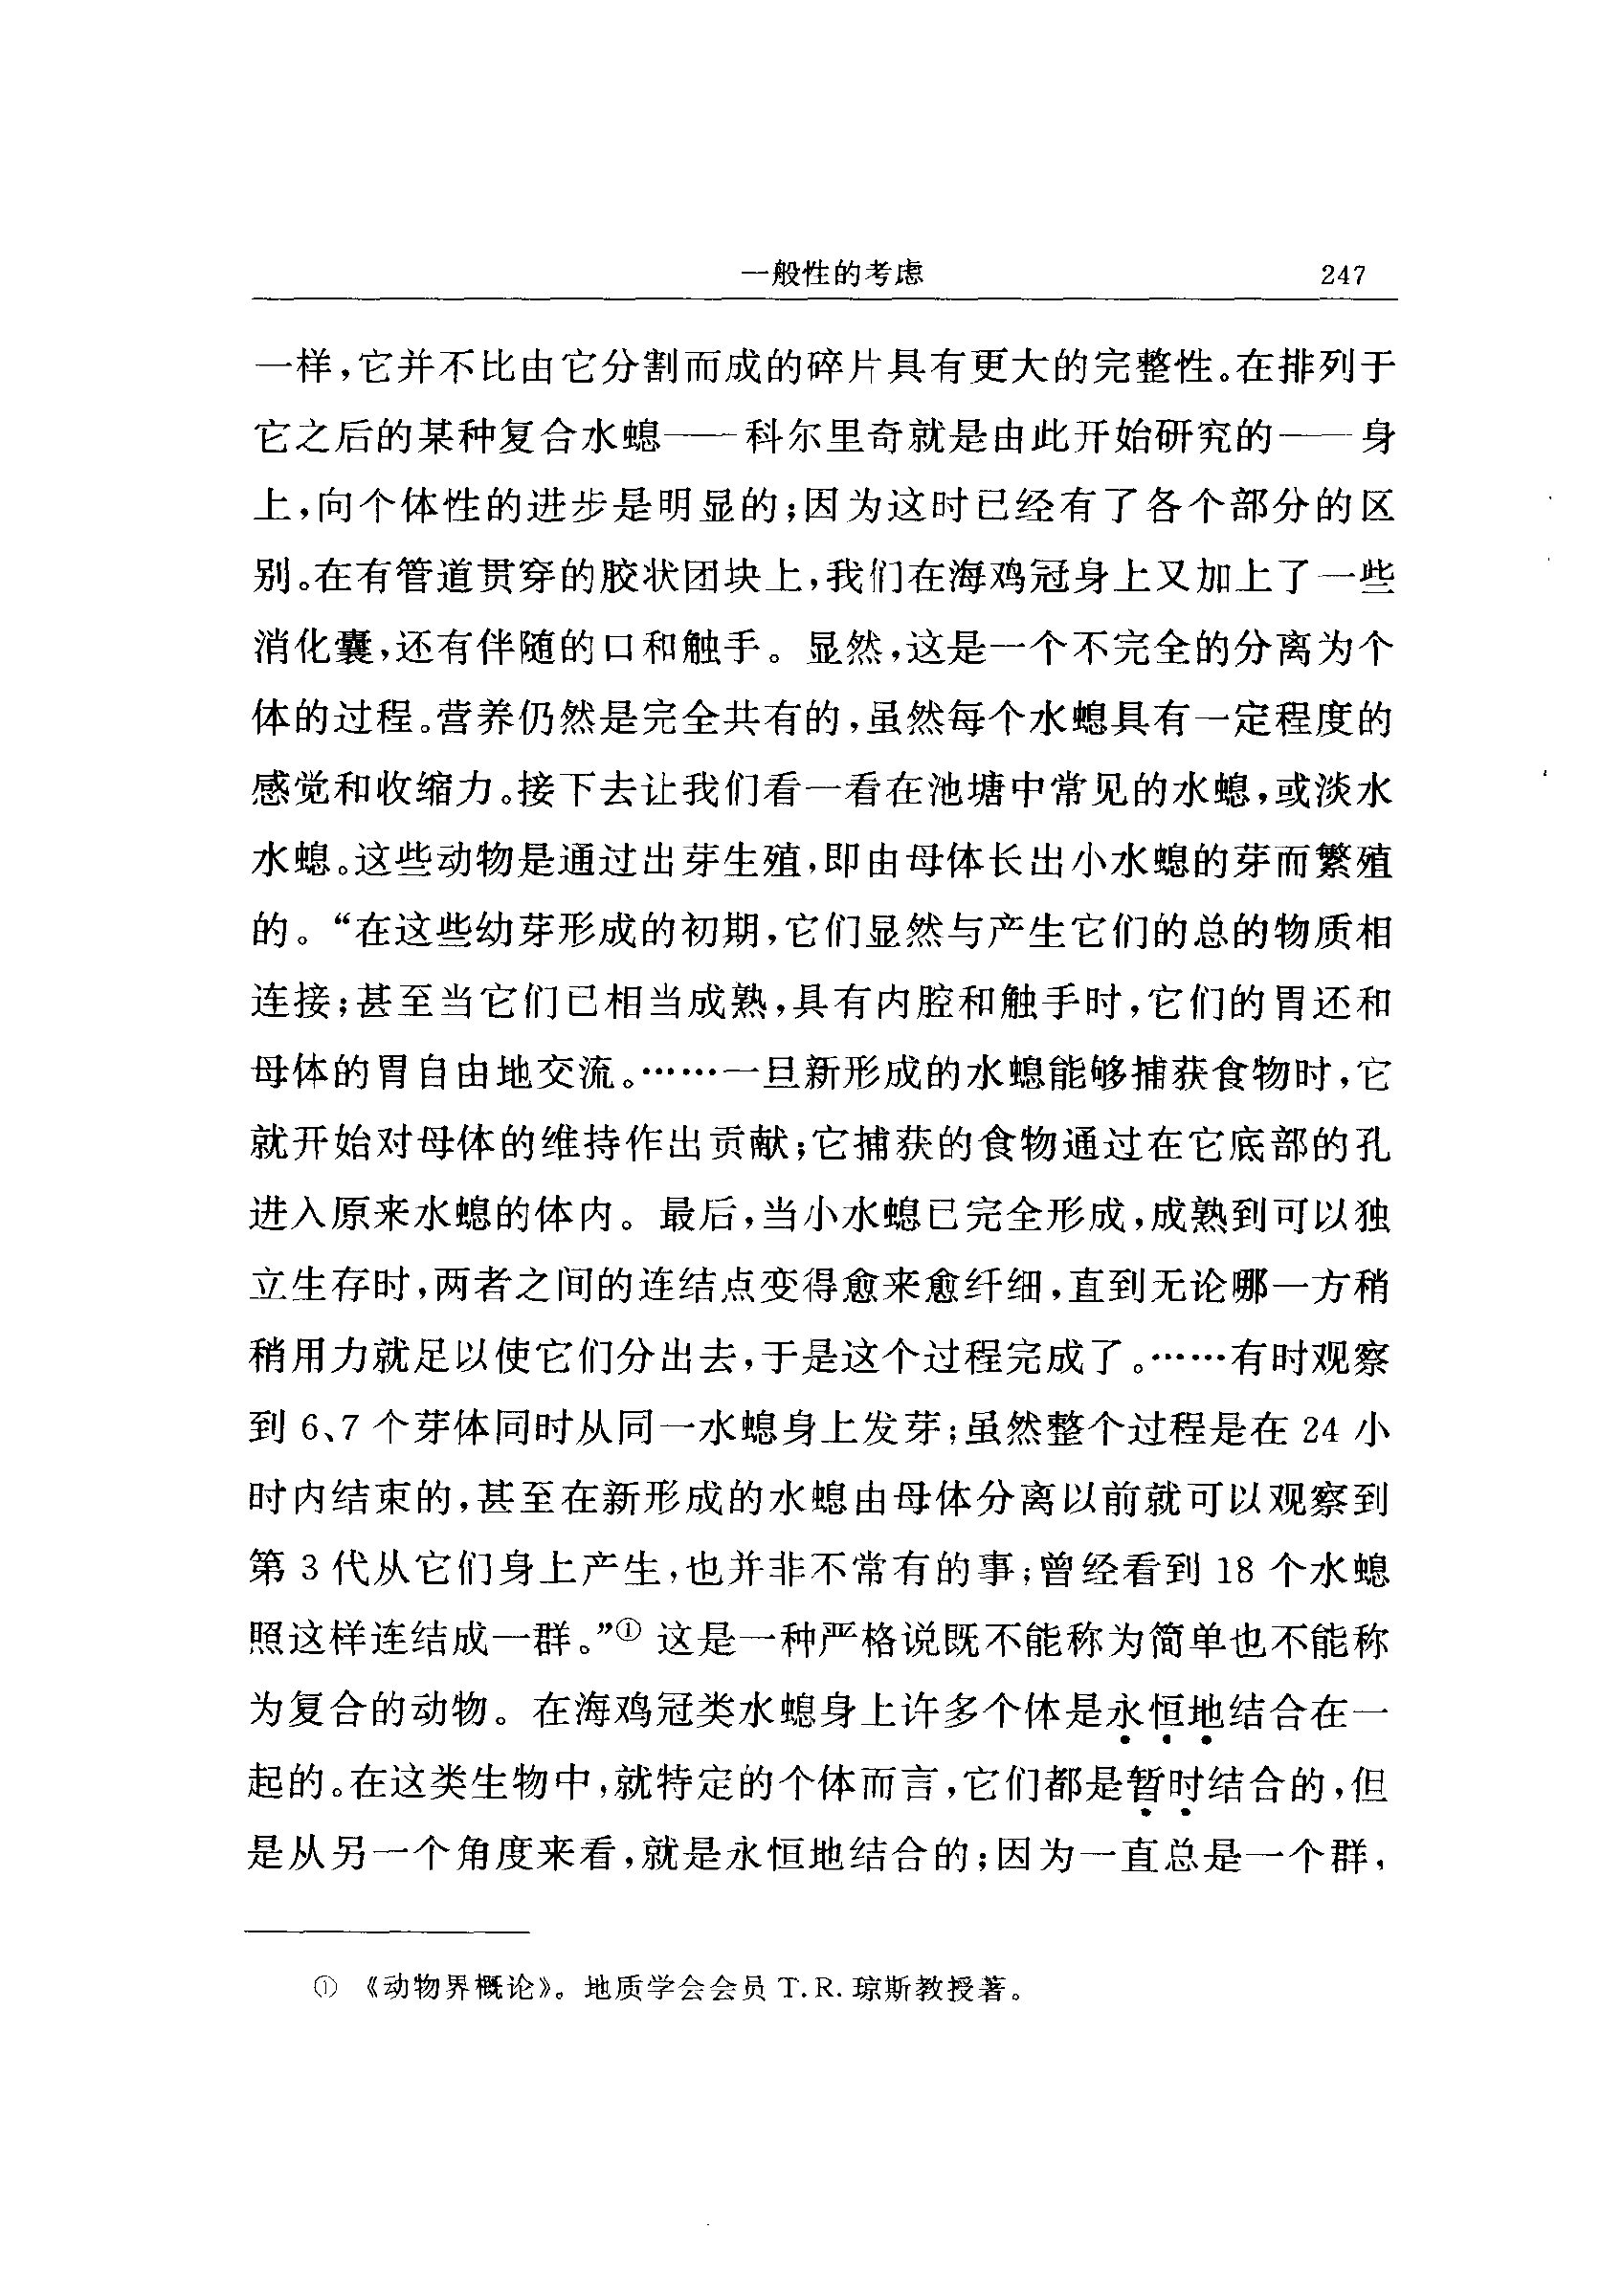 一般性的考虑 247
一样,它并不比由它分割而成的碎片具有更大的完整性。在排列于
它之后的某种复合水螅——科尔里奇就是由此开始研究的——身
上,向个体性的进步是明显的;因为这时已经有了各个部分的区
别。在有管道贯穿的胶状团块上,我们在海鸡冠身上又加上了一些
消化囊,还有伴随的口和触手。显然,这是一个不完全的分离为个
体的过程。营养仍然是完全共有的,虽然每个水螅具有一定程度的
感觉和收缩力。接下去让我们看一看在池塘中常见的水螅,或淡水
水螅。这些动物是通过出芽生殖,即由母体长出小水螅的芽而繁殖
的。“在这些幼芽形成的初期,它们显然与产生它们的总的物质相
连接;甚至当它们已相当成熟,具有内腔和触手时,它们的胃还和
母体的胃自由地交流。……一旦新形成的水螅能够捕获食物时,它
就开始对母体的维持作出贡献;它捕获的食物通过在它底部的孔
进入原来水螅的体内。最后,当小水螅已完全形成,成熟到可以独
立生存时,两者之间的连结点变得愈来愈纤细,直到无论哪一方稍
稍用力就足以使它们分出去,于是这个过程完成了。……有时观察
到 6、7 个芽体同时从同一水螅身上发芽;虽然整个过程是在 24 小
时内结束的,甚至在新形成的水螅由母体分离以前就可以观察到
第 3 代从它们身上产生,也并非不常有的事;曾经看到 18 个水螅
照这样连结成一群。”① 这是一种严格说既不能称为简单也不能称
为复合的动物。在海鸡冠类水螅身上许多个体是永恒地结合在一
起的。在这类生物中,就特定的个体而言,它们都是暂时结合的,但
是从另一个角度来看,就是永恒地结合的;因为一直总是一个群,
① 《动物界概论》。地质学会会员 T.R. 琼斯教授著。